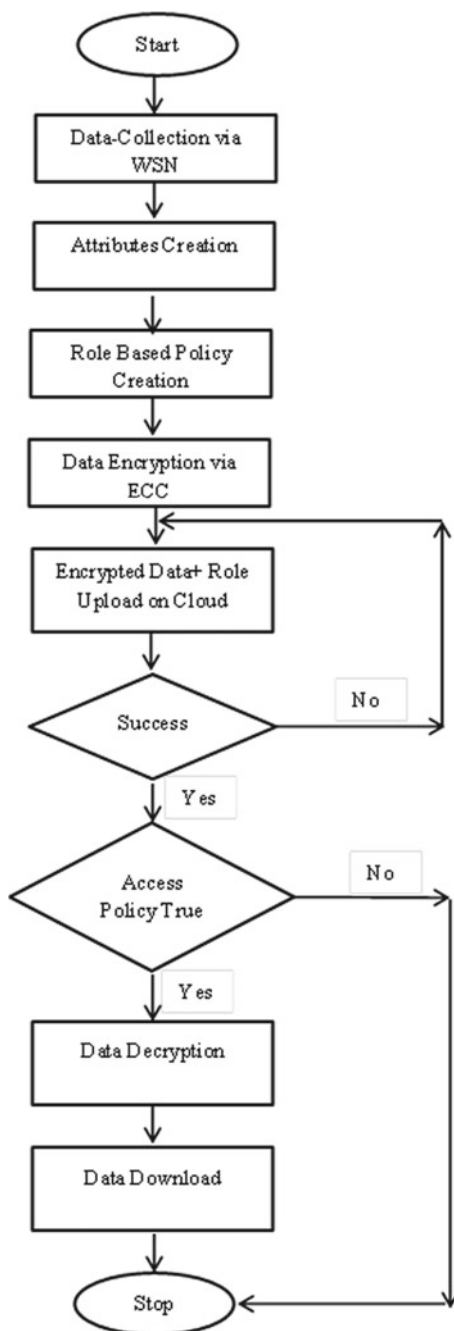 Start
Data-Collection via
WSN
Attributes Creation
Role Based Policy
Creation
Data Encryption via
ECC
Encrypted Data+ Role
Upload on Cloud
Success
No
Yes
Access
Policy True
No
Yes
Data Decryption
Data Download
Stop